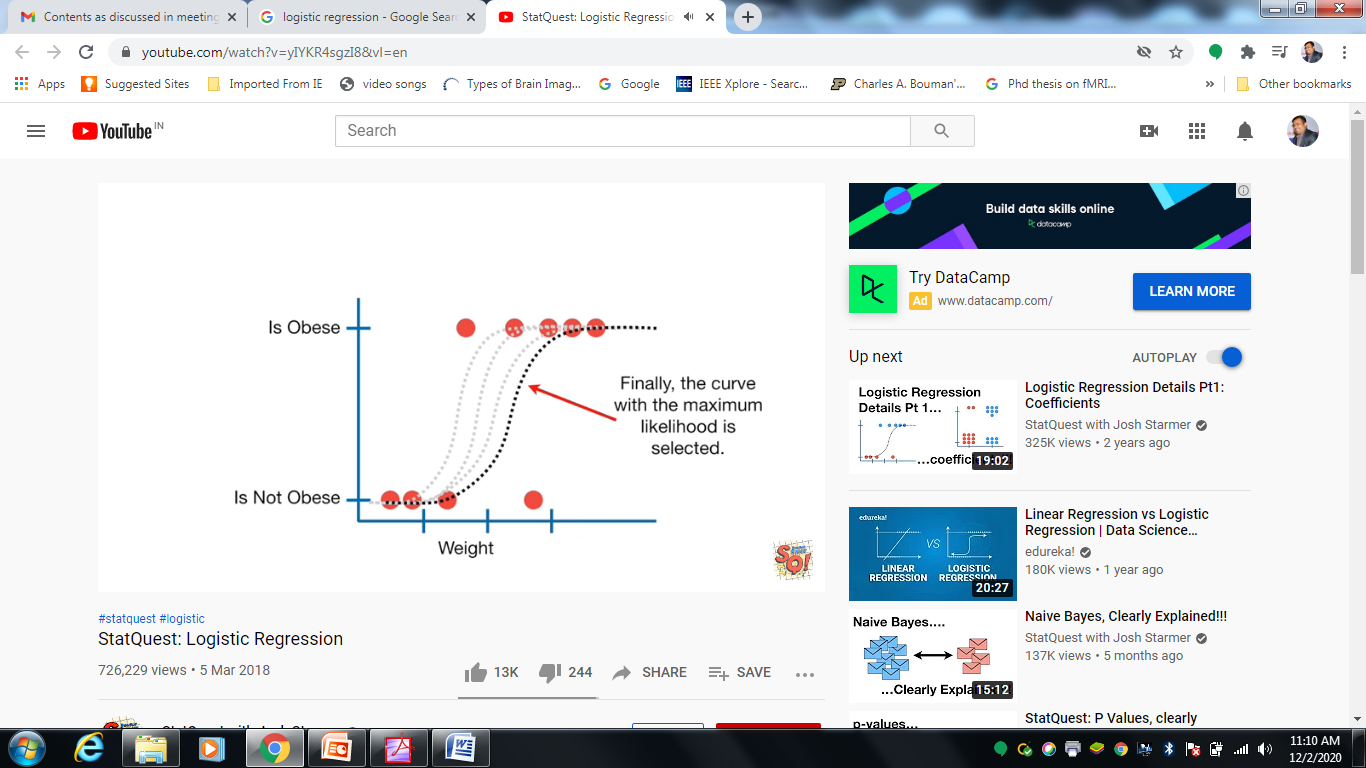 Contents as discussed in meeting
logistic regression - Google Sear
StatQuest: Logistic Regressio
youtube.com/watch?v=yIYKR4sgzI8&vl=en
Apps
Suggested Sites
Imported From IE
video songs
Types of Brain Imag...
Google
IEEE Xplore - Searc...
Charles A. Bouman'...
Phd thesis on fMRI...
»
Other bookmarks
YouTube IN
Search
Is Obese
Is Not Obese
Weight
Finally, the curve
with the maximum
likelihood is
selected.
SQ!
#statquest #logistic
StatQuest: Logistic Regression
726,229 views • 5 Mar 2018
13K
244
SHARE
SAVE
Build data skills online
datacamp
Try DataCamp
Ad www.datacamp.com/
LEARN MORE
Up next
AUTOPLAY
Logistic Regression
Details Pt 1...
...coeffici
19:02
Logistic Regression Details Pt1:
Coefficients
StatQuest with Josh Starmer
325K views • 2 years ago
edureka!
VS
LINEAR
REGRESSION
LOGISTIC
REGRESSION
20:27
Linear Regression vs Logistic
Regression | Data Science...
edureka!
180K views • 1 year ago
Naive Bayes....
...Clearly Expla
15:12
Naive Bayes, Clearly Explained!!!
StatQuest with Josh Starmer
137K views • 5 months ago
p-values...
StatQuest: P Values, clearly
11:10 AM
12/2/2020